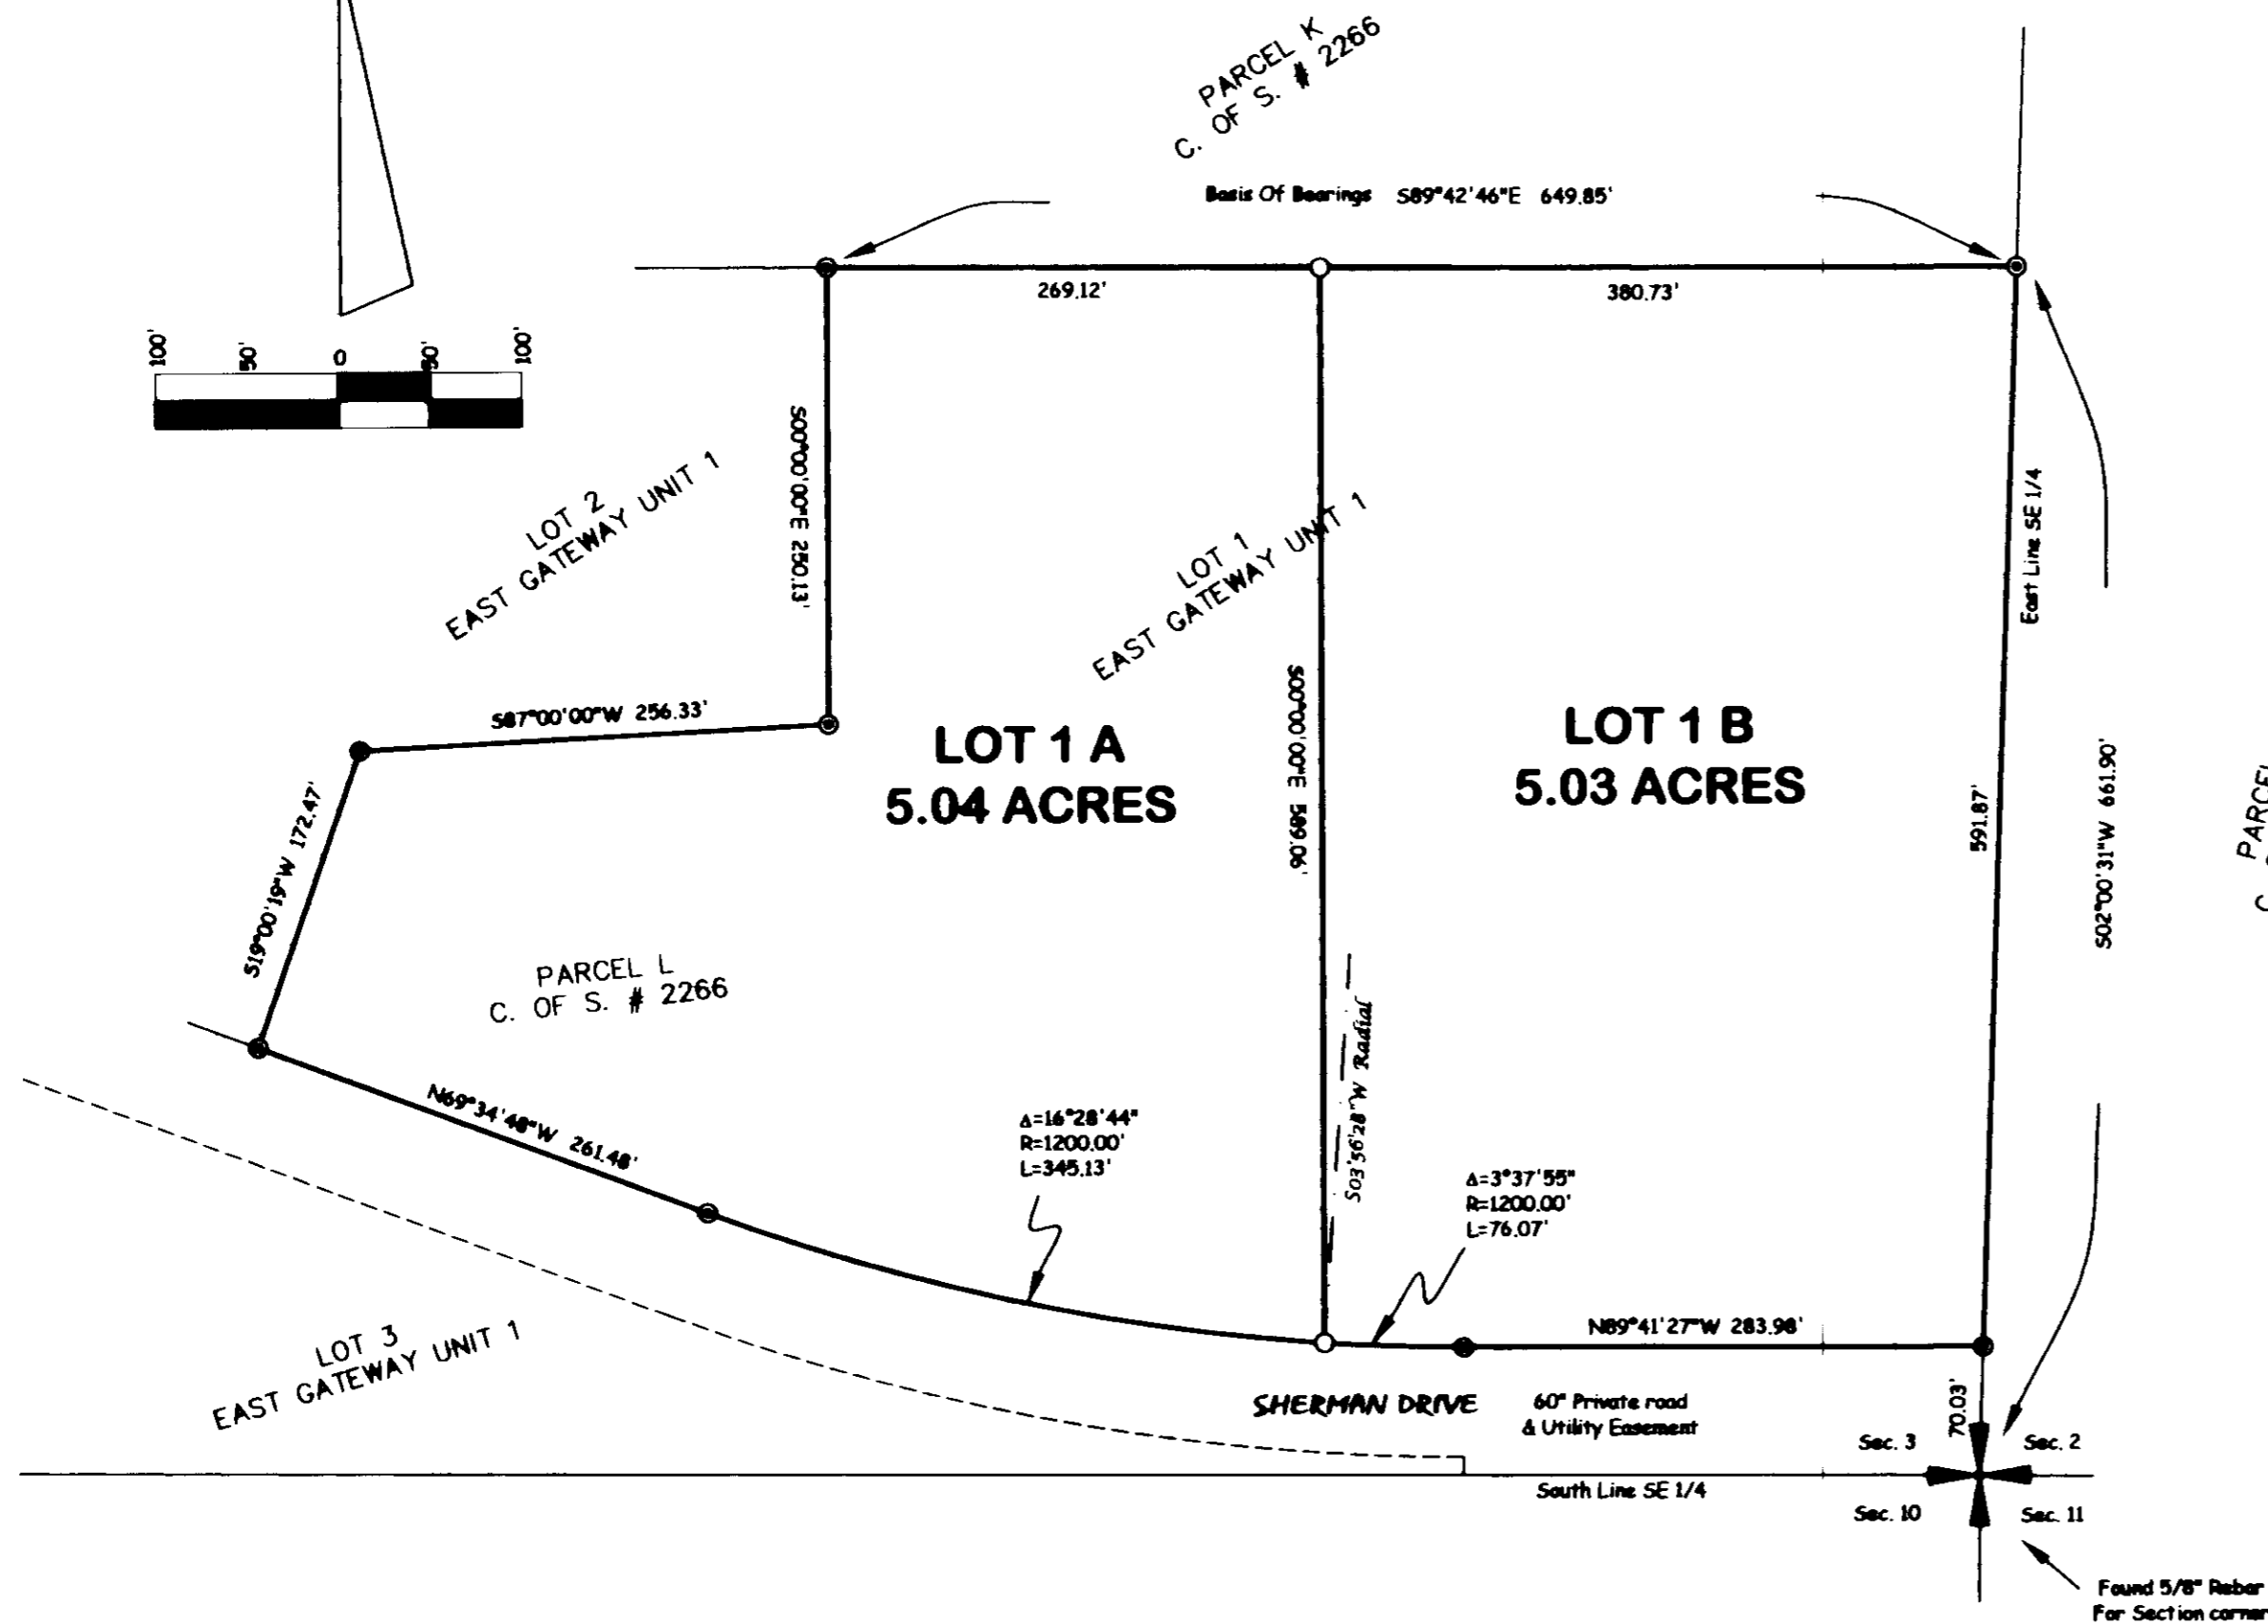 PARCEL K
C. OF S. # 2266
Basis Of Bearings S89°42'46"E 649.85'
269.12'
380.73'
100'
50'
0
50'
100'
S00°00'00"E 250.13'
LOT 2
EAST GATEWAY UNIT 1
LOT 1
EAST GATEWAY UNIT 1
East Line SE 1/4
S87°00'00"W 256.33'
S00°00'00"E 589.06'
LOT 1 A
5.04 ACRES
LOT 1 B
5.03 ACRES
591.87'
S02°00'31"W 661.90'
PARCEL
S19°00'19"W 172.47'
PARCEL L
C. OF S. # 2266
S03°56'28"W Radial
N69°34'48"W 261.48'
Δ=16°28'44"
R=1200.00'
L=345.13'
Δ=3°37'55"
R=1200.00'
L=76.07'
N89°41'27"W 283.98'
LOT 3
EAST GATEWAY UNIT 1
SHERMAN DRIVE
60" Private road
& Utility Easement
70.03'
Sec. 3
Sec. 2
South Line SE 1/4
Sec. 10
Sec. 11
Found 5/8" Rebar
For Section corner